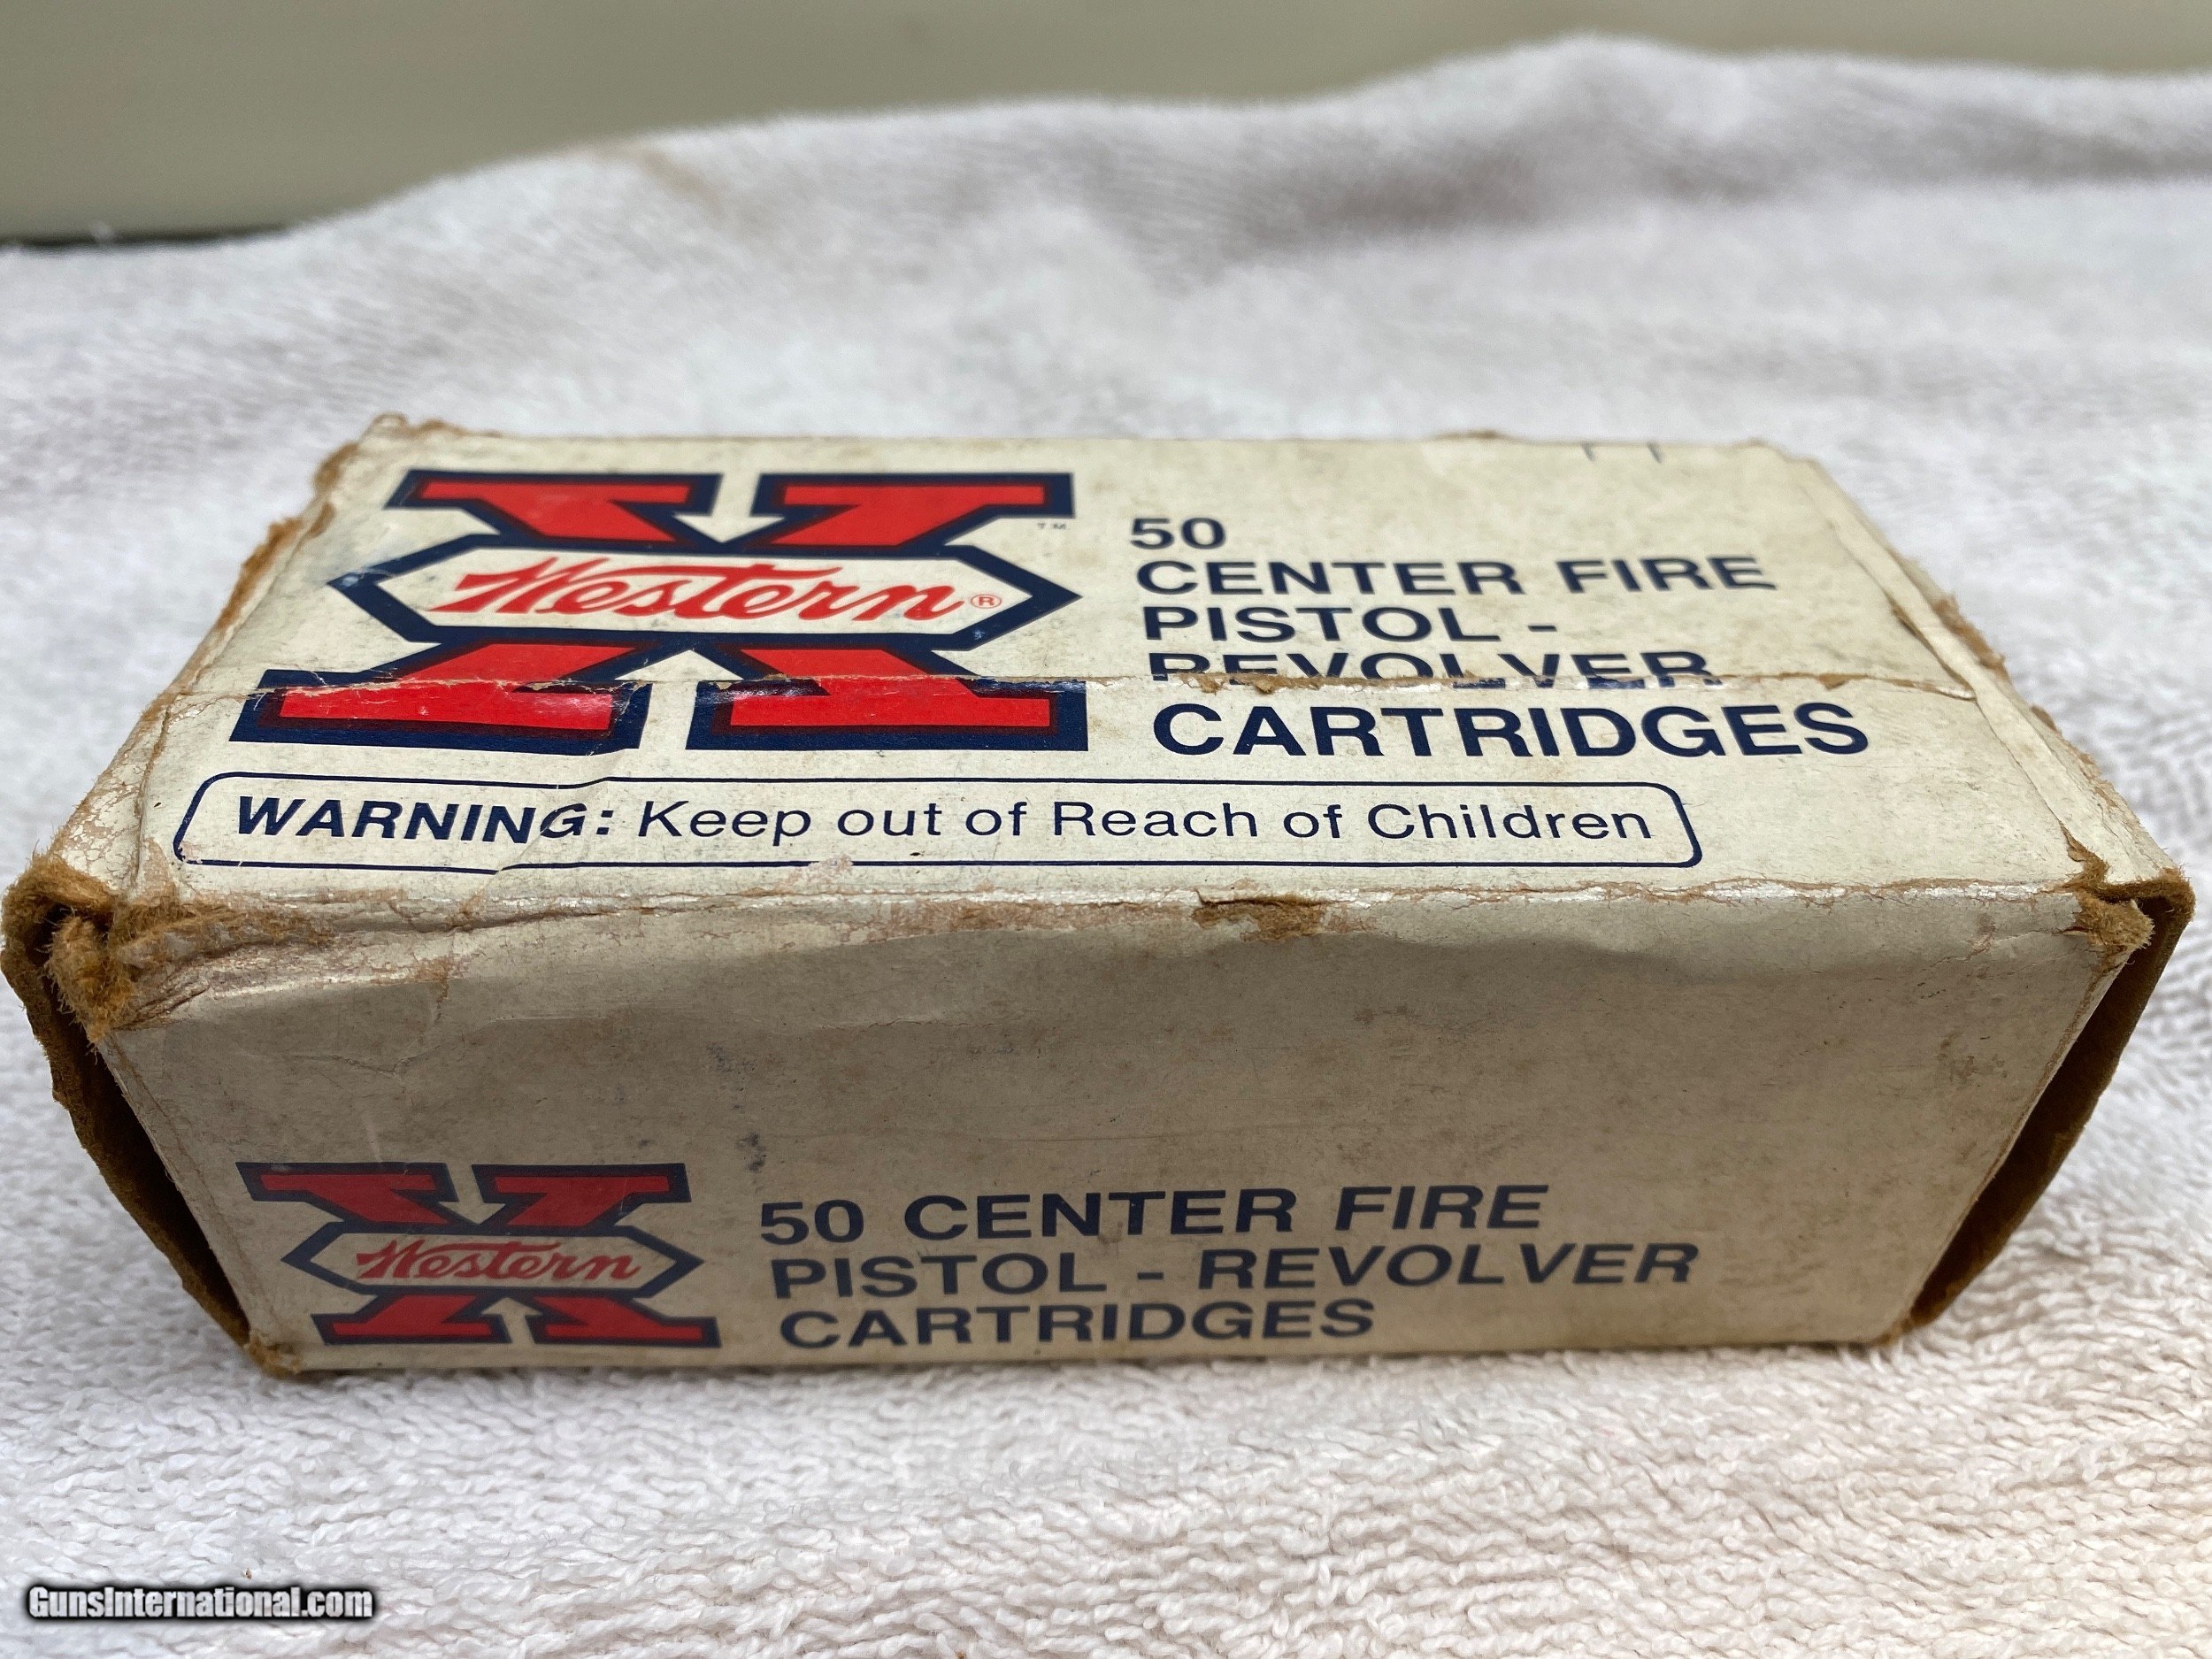 Western®
T.M.
50
CENTER FIRE
PISTOL -
REVOLVER
CARTRIDGES
WARNING: Keep out of Reach of Children
Western
50 CENTER FIRE
PISTOL - REVOLVER
CARTRIDGES
GunsInternational.com